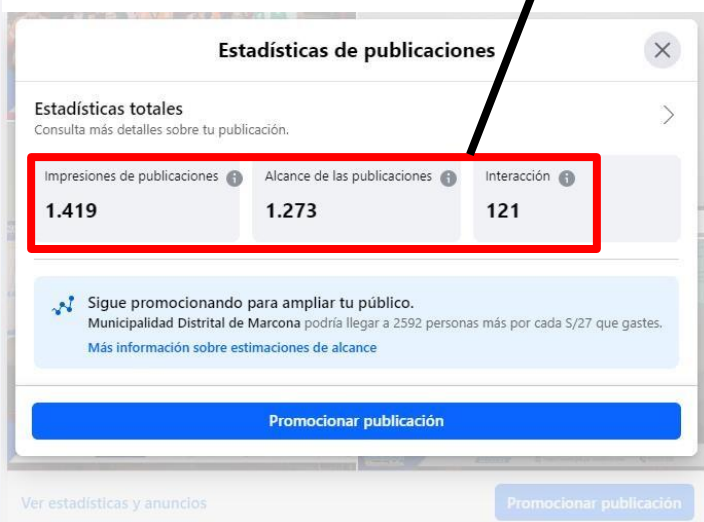 Estadísticas de publicaciones
Estadísticas totales
Consulta más detalles sobre tu publicación.
Impresiones de publicaciones
Alcance de las publicaciones
Interacción
1.419
1.273
121
Sigue promocionando para ampliar tu público.
Municipalidad Distrital de Marcona podría llegar a 2592 personas más por cada S/27 que gastes.
Más información sobre estimaciones de alcance
Promocionar publicación
Ver estadísticas y anuncios
Promocionar publicación